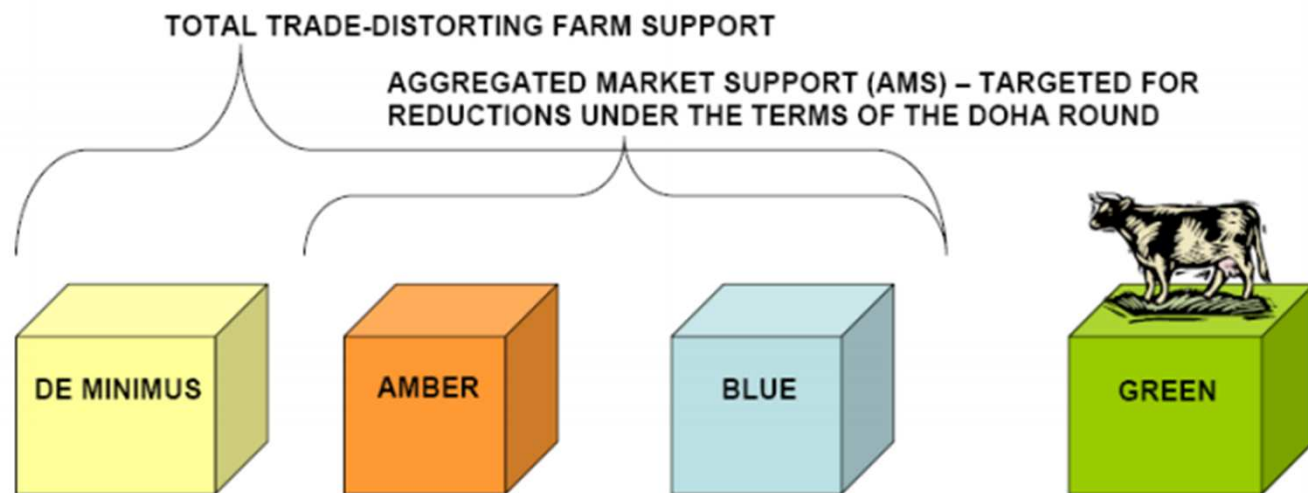 TOTAL TRADE-DISTORTING FARM SUPPORT
AGGREGATED MARKET SUPPORT (AMS) – TARGETED FOR
REDUCTIONS UNDER THE TERMS OF THE DOHA ROUND
DE MINIMUS
AMBER
BLUE
GREEN